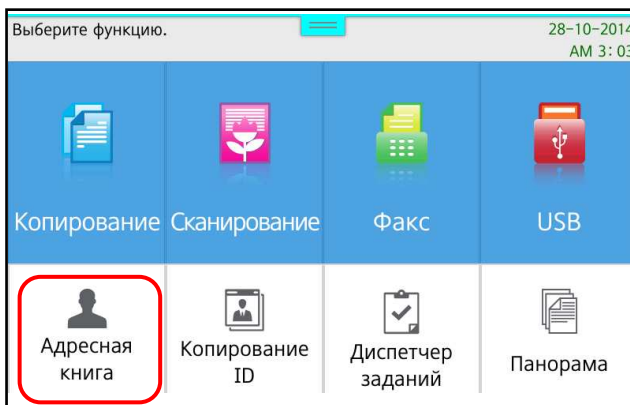 Выберите функцию.
28-10-2014
AM 3: 03
Копирование Сканирование Факс USB
Адресная книга
Копирование ID
Диспетчер заданий
Панорама